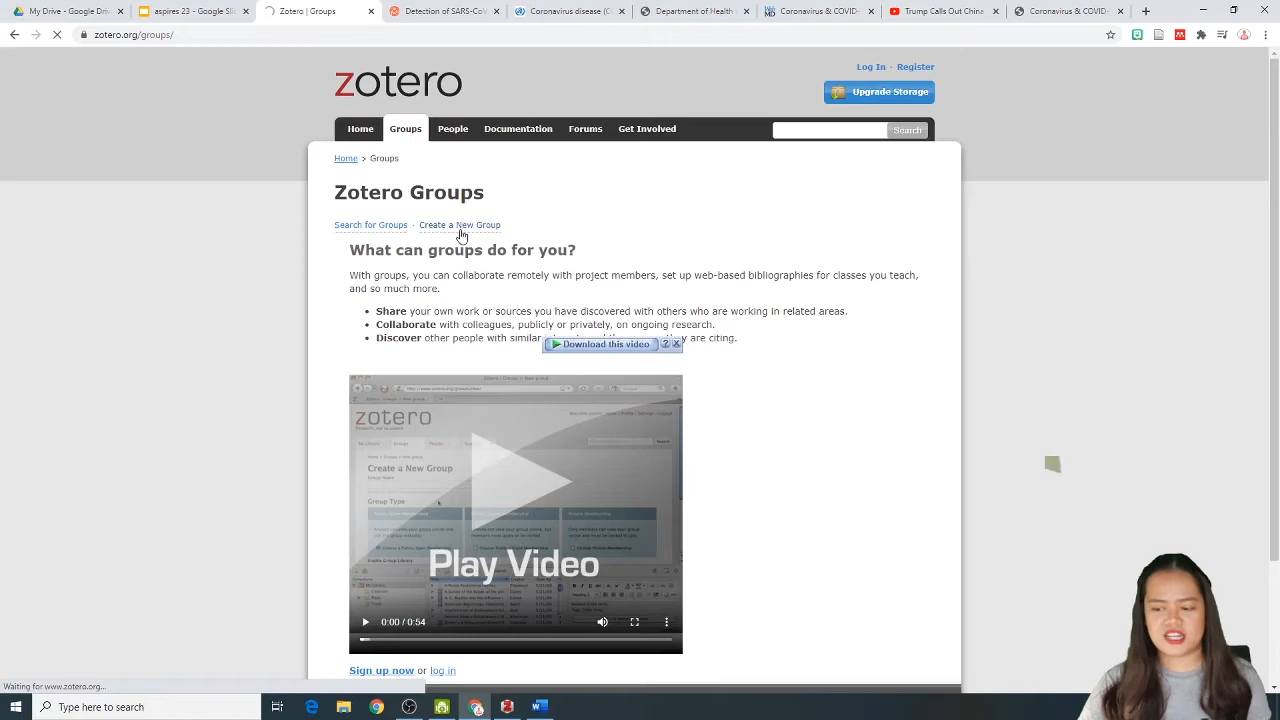 My Drive - Google Drive
aspires 23 - Google Slid
Zotero | Groups
Detection of SARS-CoV
Coronavirus disease (C
Department of Health
Coronavirus & COVID-
Trump Calls Out China
Coronavirus & COVID-
zotero.org/groups/
zotero
Log In · Register
Upgrade Storage
Home Groups People Documentation Forums Get Involved
Search
Home > Groups
Zotero Groups
Search for Groups · Create a New Group
What can groups do for you?
With groups, you can collaborate remotely with project members, set up web-based bibliographies for classes you teach,
and so much more.
Share your own work or sources you have discovered with others who are working in related areas.
Collaborate with colleagues, publicly or privately, on ongoing research.
Discover other people with similar are citing.
Download this video ? X
zotero
Create a New Group
Group Type
Play Video
0:00 / 0:54
Sign up now or log in
Waiting for www.zotero.org...
Type here to search